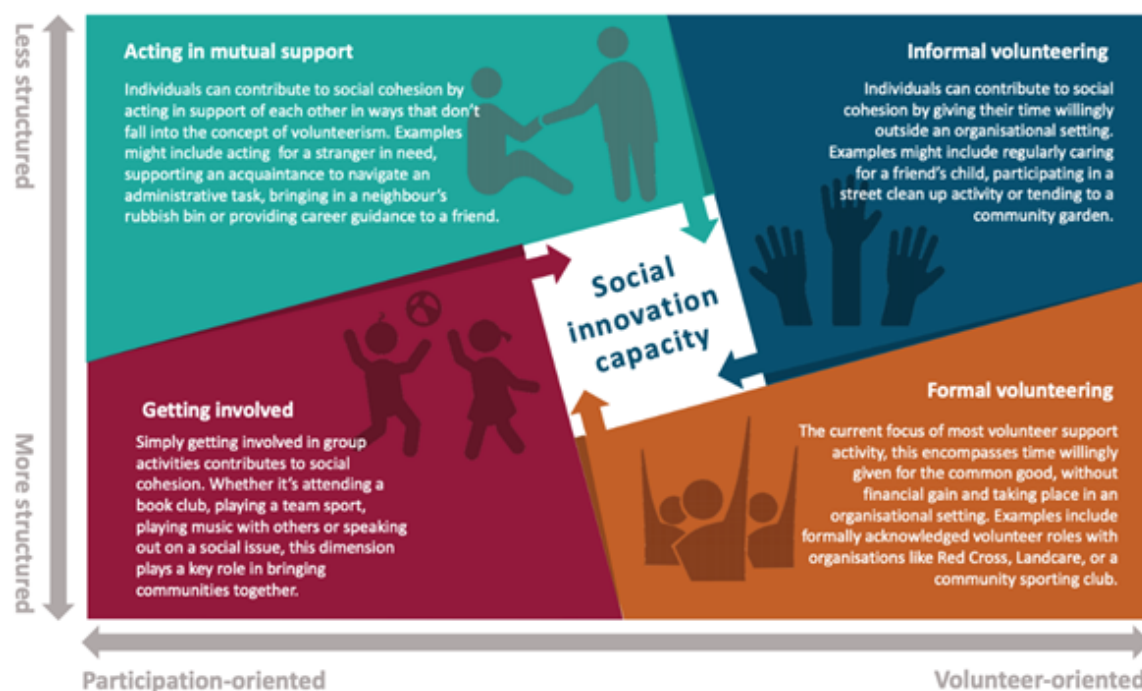 Less structured
More structured
Acting in mutual support
Individuals can contribute to social cohesion by
acting in support of each other in ways that don't
fall into the concept of volunteerism. Examples
might include acting for a stranger in need,
supporting an acquaintance to navigate an
administrative task, bringing in a neighbour's
rubbish bin or providing career guidance to a friend.
Informal volunteering
Individuals can contribute to social
cohesion by giving their time willingly
outside an organisational setting.
Examples might include regularly caring
for a friend's child, participating in a
street clean up activity or tending to a
community garden.
Social
innovation
capacity
Getting involved
Simply getting involved in group
activities contributes to social
cohesion. Whether it's attending a
book club, playing a team sport,
playing music with others or speaking
out on a social issue, this dimension
plays a key role in bringing
communities together.
Formal volunteering
The current focus of most volunteer support
activity, this encompasses time willingly
given for the common good, without
financial gain and taking place in an
organisational setting. Examples include
formally acknowledged volunteer roles with
organisations like Red Cross, Landcare, or a
community sporting club.
Participation-oriented
Volunteer-oriented